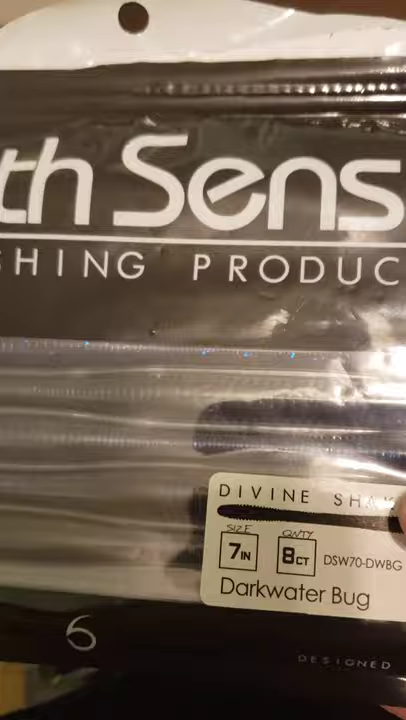 th Sens
SHING PRODUC
DIVINE SHA
SIZE QNTY
7IN 8CT DSW70-DWBG
Darkwater Bug
6
DESIGNED